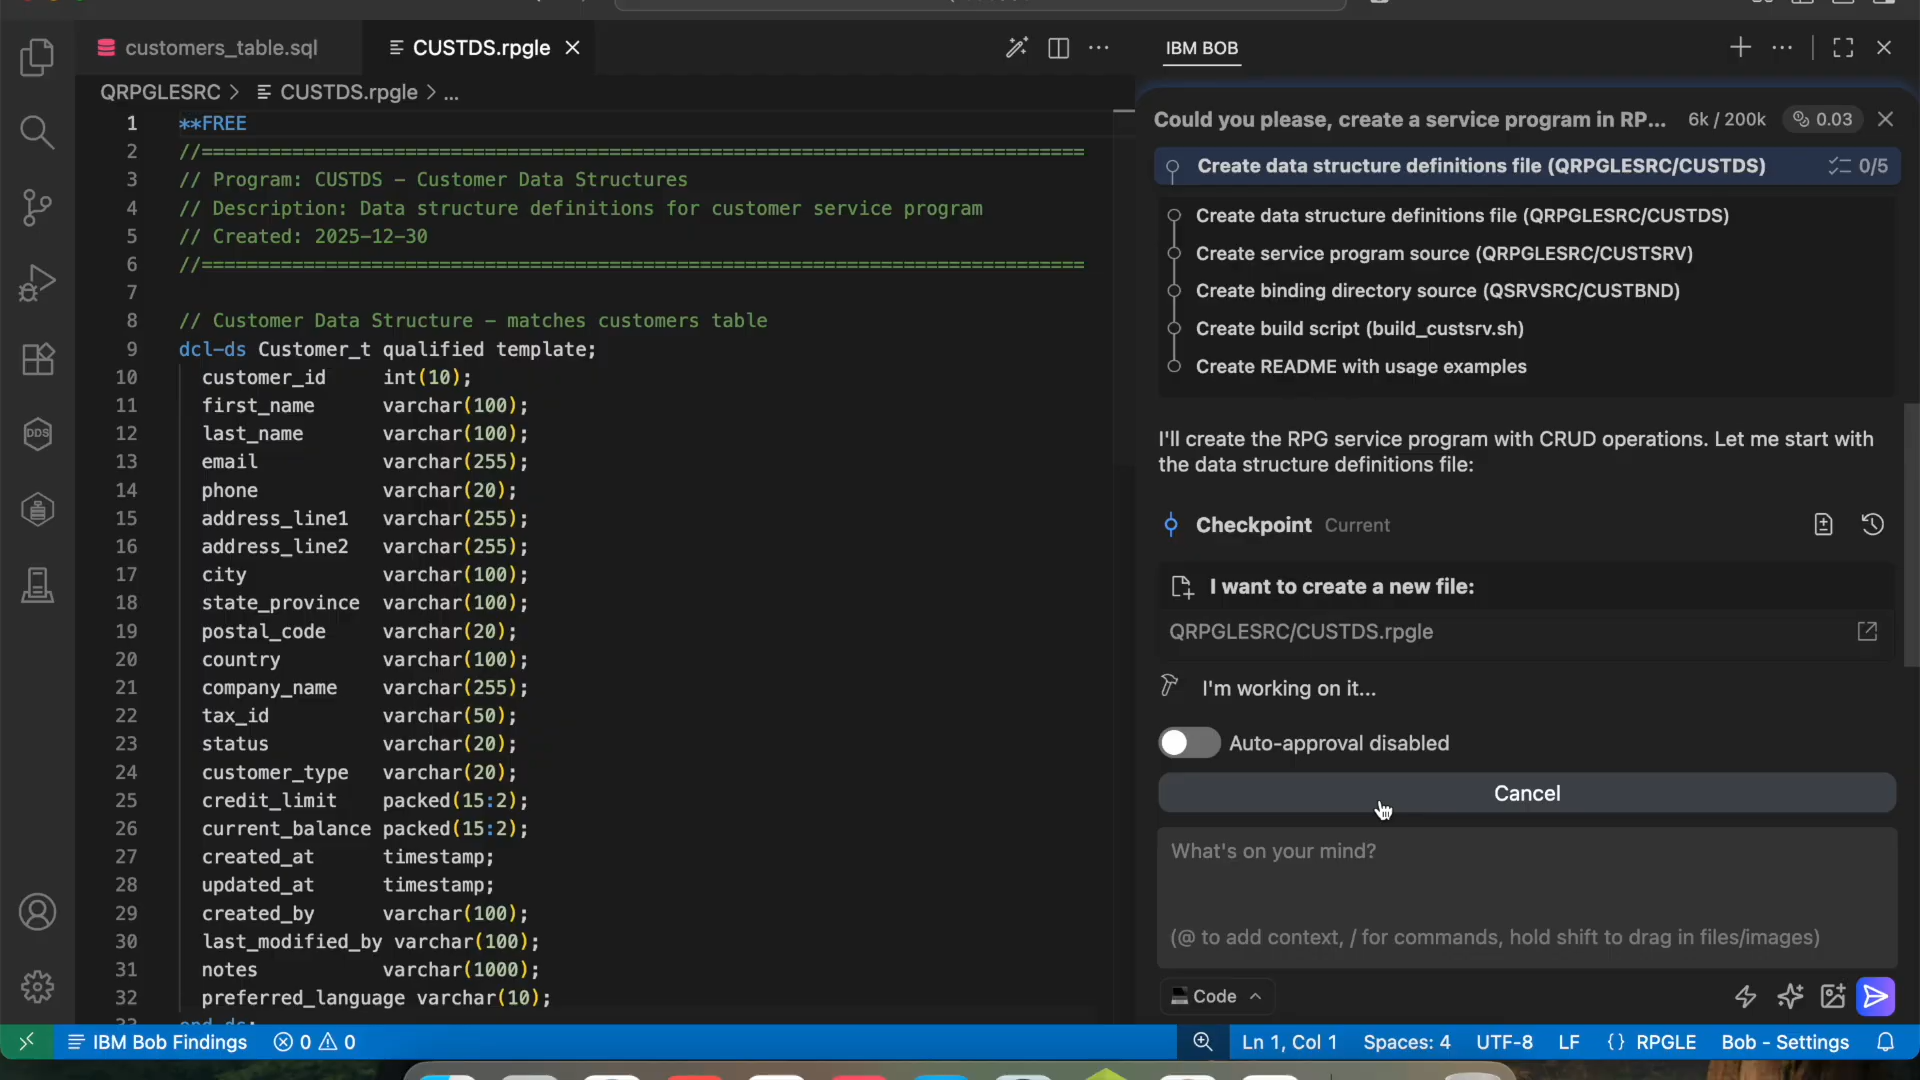 customers_table.sql
CUSTDS.rpgle
QRPGLESRC > CUSTDS.rpgle > ...
1 **FREE
2 //==============================================================================
3 // Program: CUSTDS – Customer Data Structures
4 // Description: Data structure definitions for customer service program
5 // Created: 2025–12–30
6 //==============================================================================
7
8 // Customer Data Structure – matches customers table
9 dcl-ds Customer_t qualified template;
10 customer_id int(10);
11 first_name varchar(100);
12 last_name varchar(100);
13 email varchar(255);
14 phone varchar(20);
15 address_line1 varchar(255);
16 address_line2 varchar(255);
17 city varchar(100);
18 state_province varchar(100);
19 postal_code varchar(20);
20 country varchar(100);
21 company_name varchar(255);
22 tax_id varchar(50);
23 status varchar(20);
24 customer_type varchar(20);
25 credit_limit packed(15:2);
26 current_balance packed(15:2);
27 created_at timestamp;
28 updated_at timestamp;
29 created_by varchar(100);
30 last_modified_by varchar(100);
31 notes varchar(1000);
32 preferred_language varchar(10);
33 end-ds;
DDS
IBM BOB
Could you please, create a service program in RP... 6k / 200k 0.03
Create data structure definitions file (QRPGLESRC/CUSTDS) 0/5
Create data structure definitions file (QRPGLESRC/CUSTDS)
Create service program source (QRPGLESRC/CUSTSRV)
Create binding directory source (QSRVSRC/CUSTBND)
Create build script (build_custsrv.sh)
Create README with usage examples
I'll create the RPG service program with CRUD operations. Let me start with
the data structure definitions file:
Checkpoint Current
I want to create a new file:
QRPGLESRC/CUSTDS.rpgle
I'm working on it...
Auto-approval disabled
Cancel
What's on your mind?
(@ to add context, / for commands, hold shift to drag in files/images)
Code
IBM Bob Findings 0 0 Ln 1, Col 1 Spaces: 4 UTF-8 LF {} RPGLE Bob - Settings